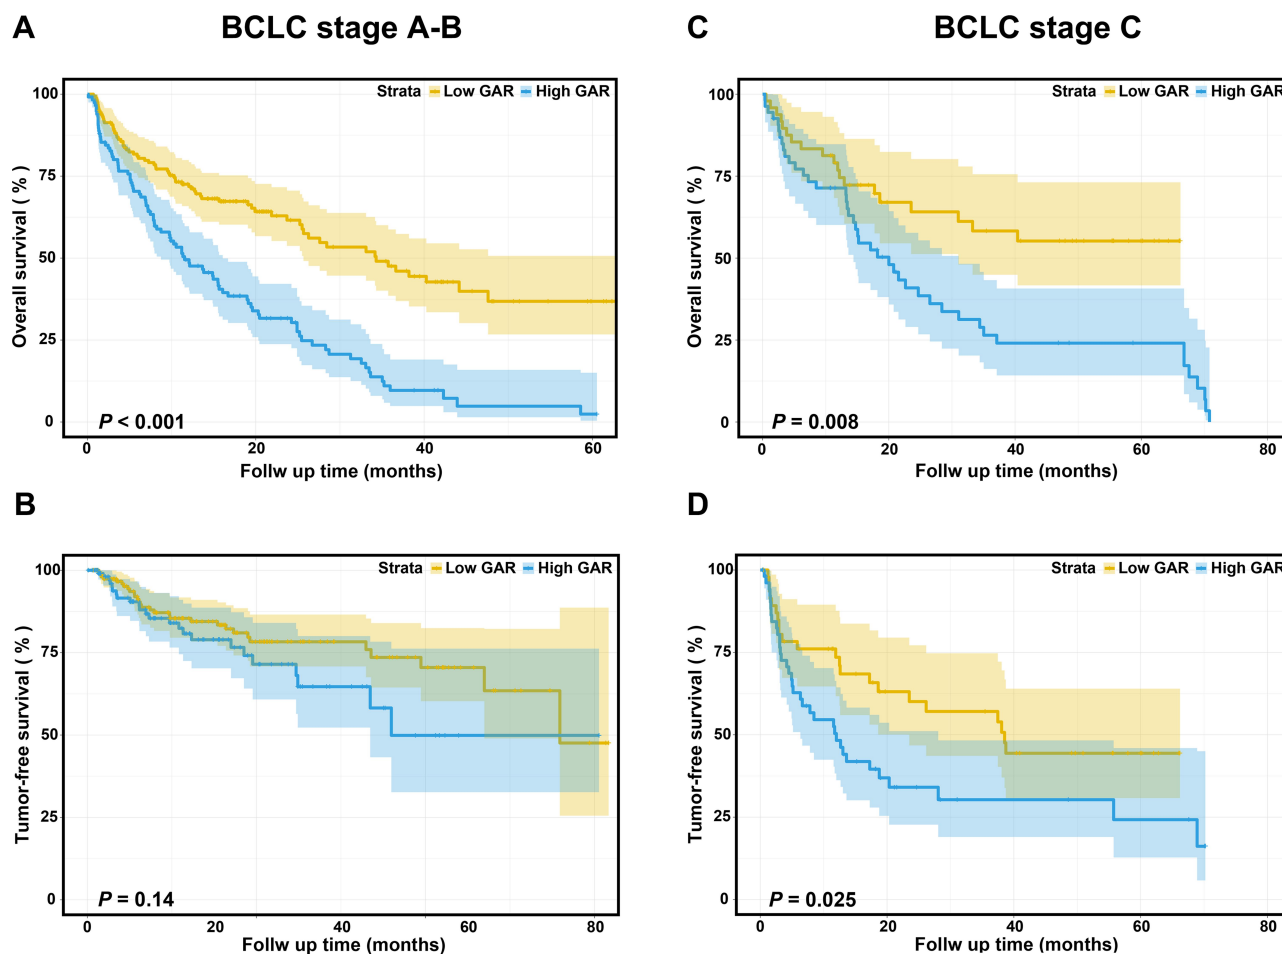 A
BCLC stage A-B
Strata Low GAR High GAR
Overall survival ( % )
100
75
50
25
0
P < 0.001
0 20 40 60
Follw up time (months)
C
BCLC stage C
Strata Low GAR High GAR
Overall survival ( % )
100
75
50
25
0
P = 0.008
0 20 40 60 80
Follw up time (months)
B
Strata Low GAR High GAR
Tumor-free survival ( % )
100
75
50
25
0
P = 0.14
0 20 40 60 80
Follw up time (months)
D
Strata Low GAR High GAR
Tumor-free survival ( % )
100
75
50
25
0
P = 0.025
0 20 40 60 80
Follw up time (months)